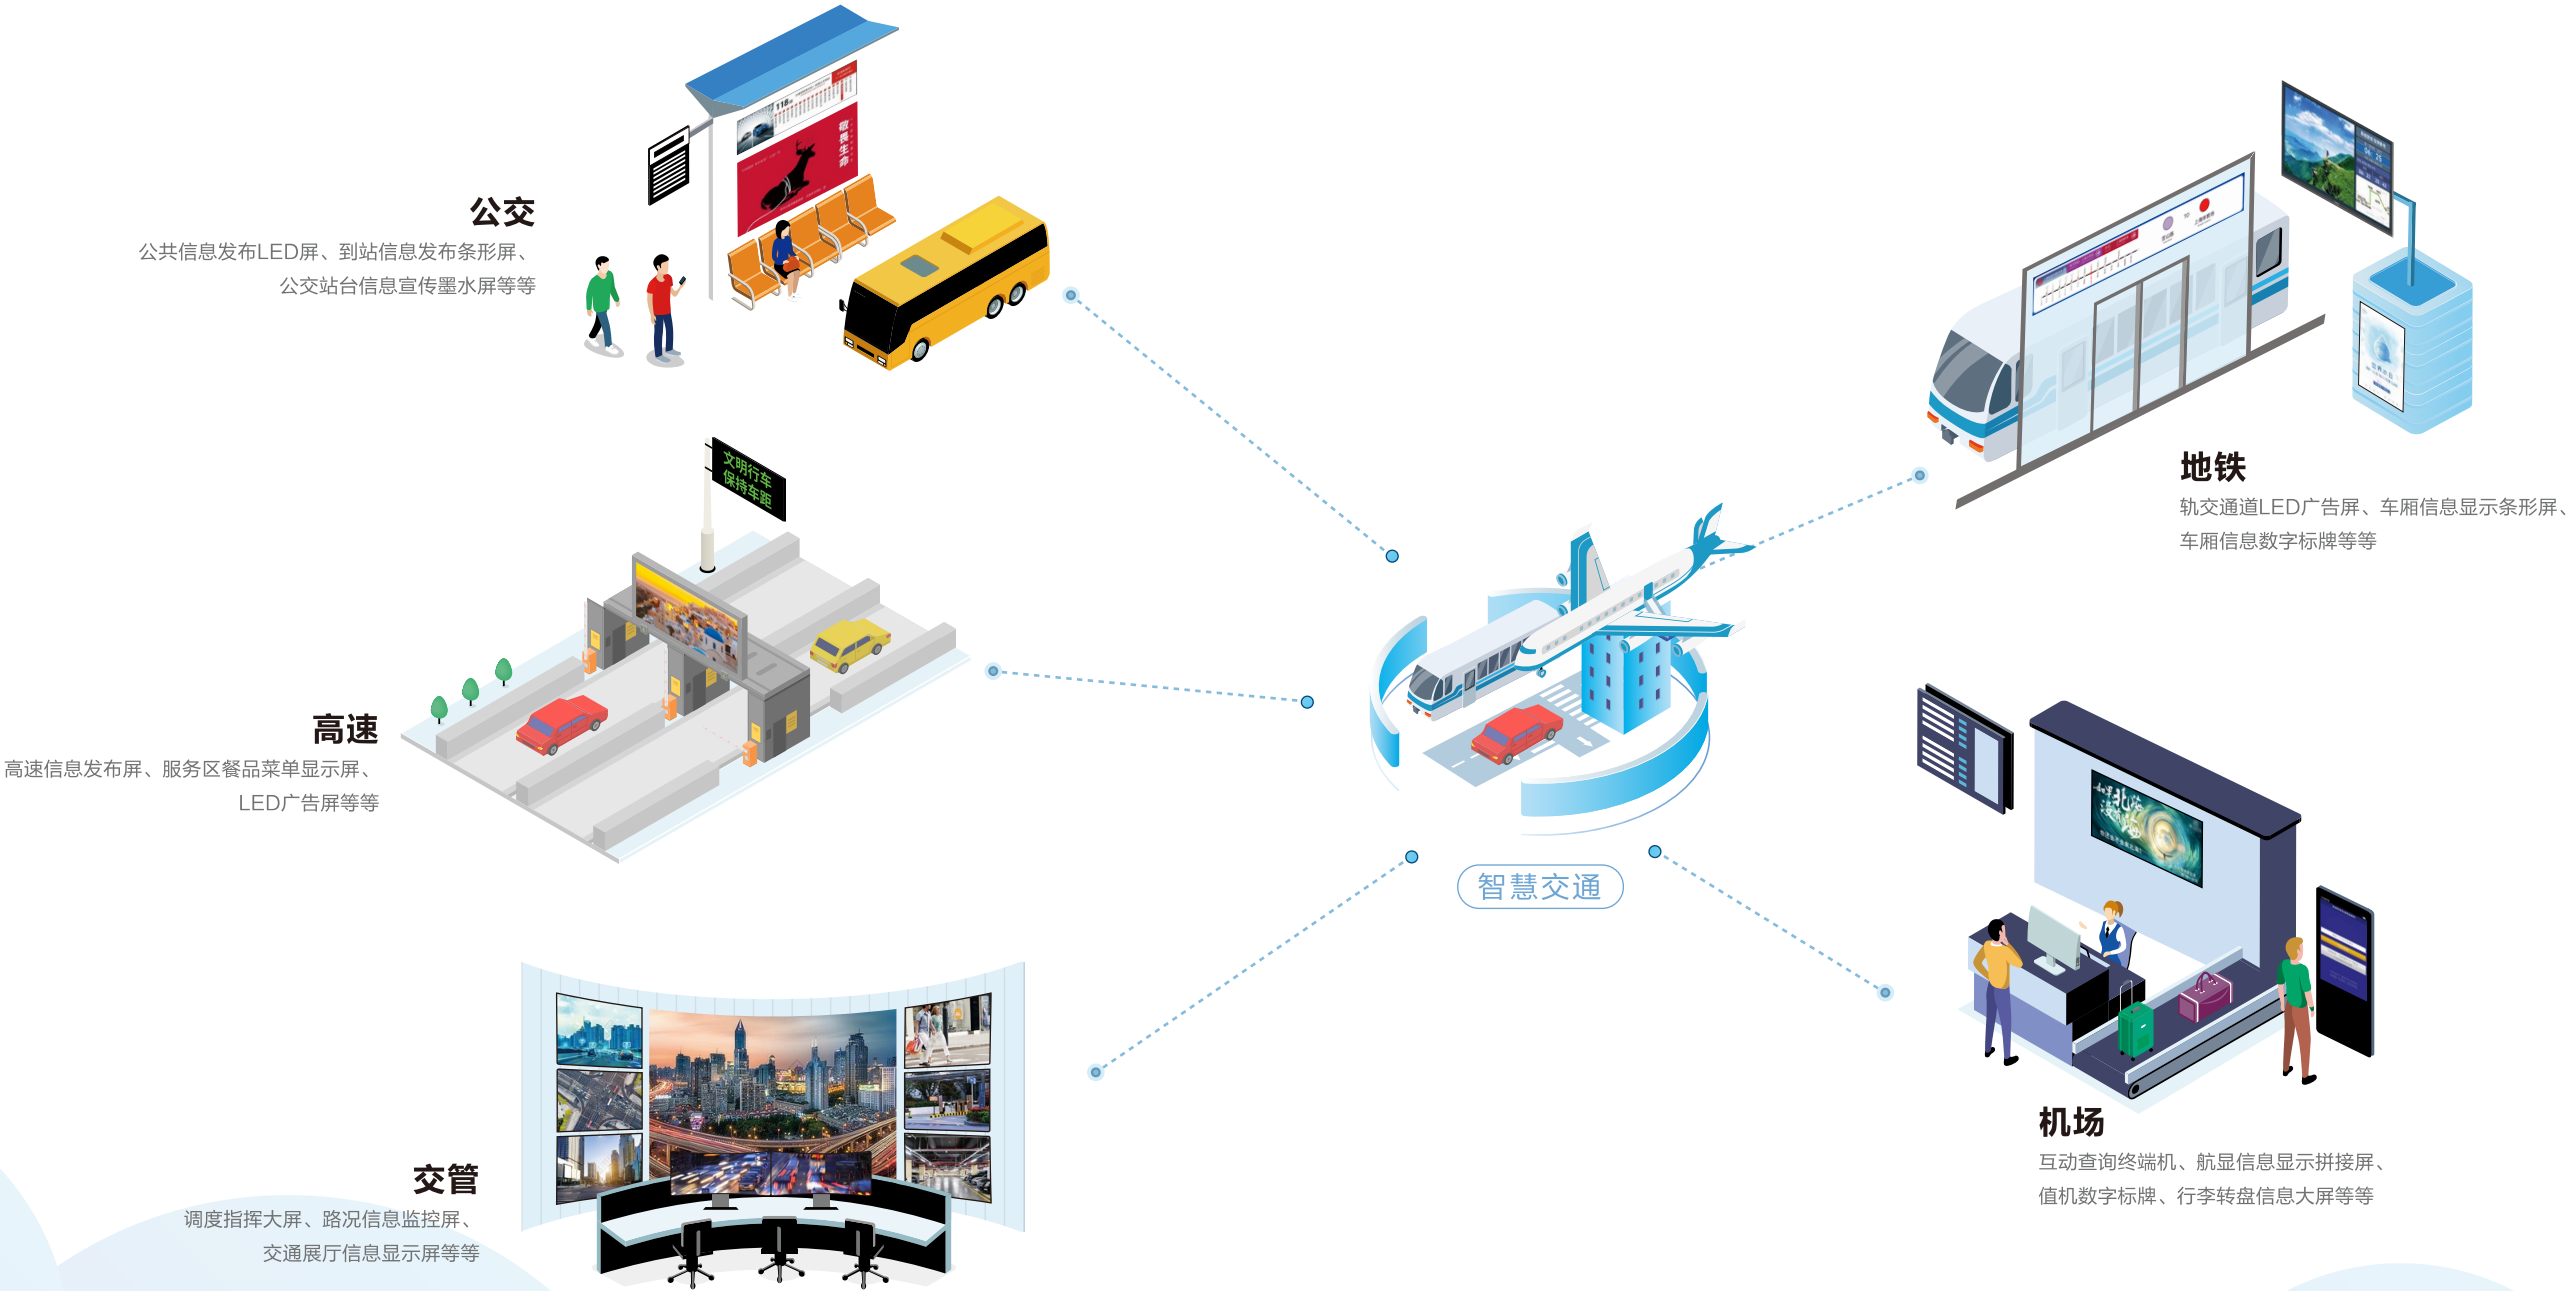 118
敬畏生命
公交
公共信息发布LED屏、到站信息发布条形屏、
公交站台信息宣传墨水屏等等
TO
地铁
轨交通道LED广告屏、车厢信息显示条形屏、
车厢信息数字标牌等等
文明行车
保持车距
高速
高速信息发布屏、服务区餐品菜单显示屏、
LED广告屏等等
智慧交通
机场
互动查询终端机、航显信息显示拼接屏、
值机数字标牌、行李转盘信息大屏等等
交管
调度指挥大屏、路况信息监控屏、
交通展厅信息显示屏等等